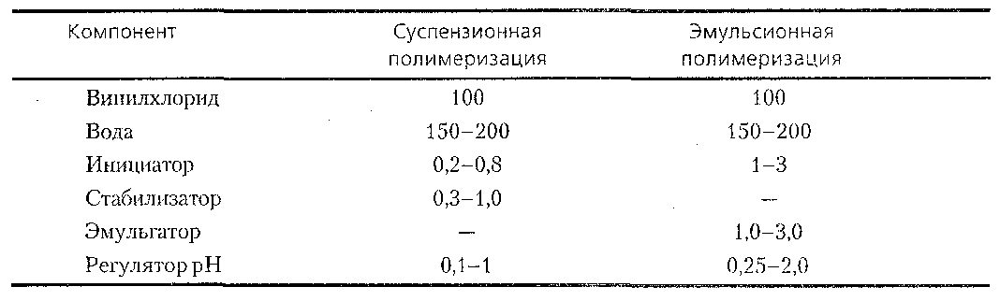 Компонент Суспензионная Эмульсионная
полимеризация полимеризация
Винилхлорид 100 100
Вода 150–200 150–200
Инициатор 0,2–0,8 1–3
Стабилизатор 0,3–1,0 —
Эмульгатор — 1,0–3,0
Регулятор pH 0,1–1 0,25–2,0